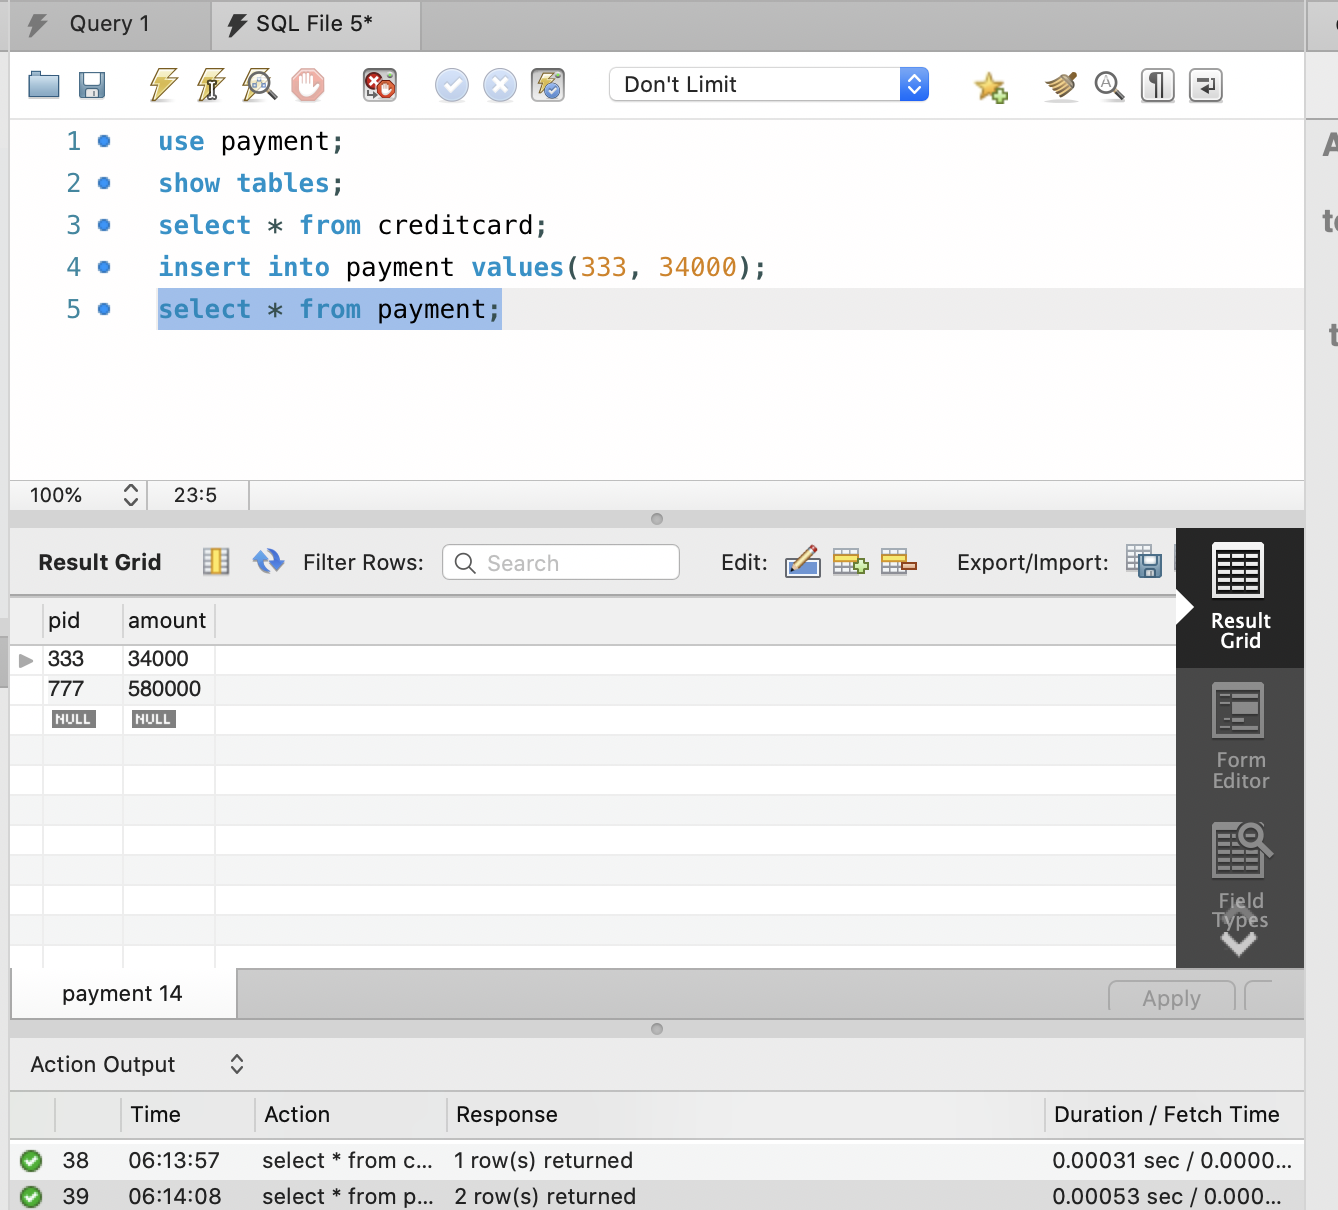 Query 1
SQL File 5*
Don't Limit
1 use payment;
2 show tables;
3 select * from creditcard;
4 insert into payment values(333, 34000);
5 select * from payment;
100% 23:5
Result Grid Filter Rows: Search Edit: Export/Import:
pid amount
333 34000
777 580000
NULL NULL
Result
Grid
Form
Editor
Field
Types
payment 14
Apply
Action Output
Time Action Response Duration / Fetch Time
38 06:13:57 select * from c... 1 row(s) returned 0.00031 sec / 0.0000...
39 06:14:08 select * from p... 2 row(s) returned 0.00053 sec / 0.000...